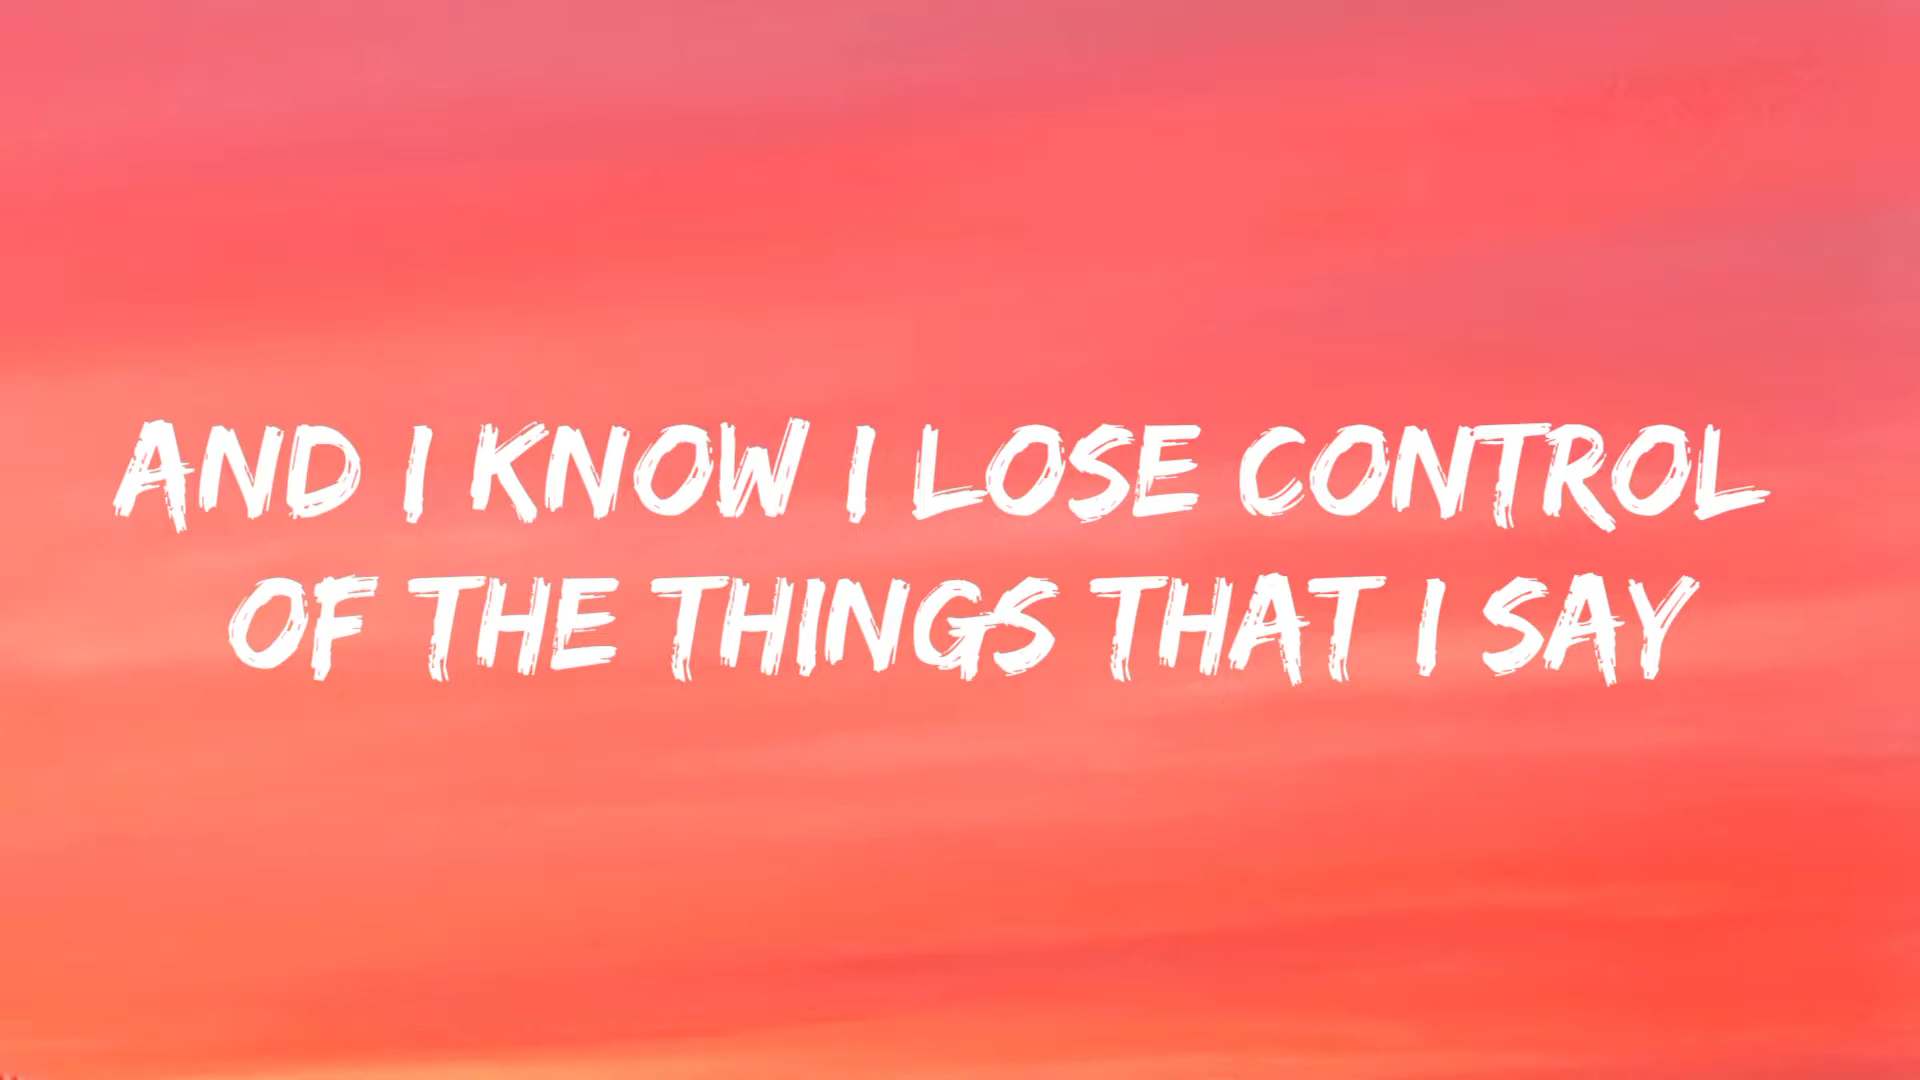 AND I KNOW I LOSE CONTROL
OF THE THINGS THAT I SAY